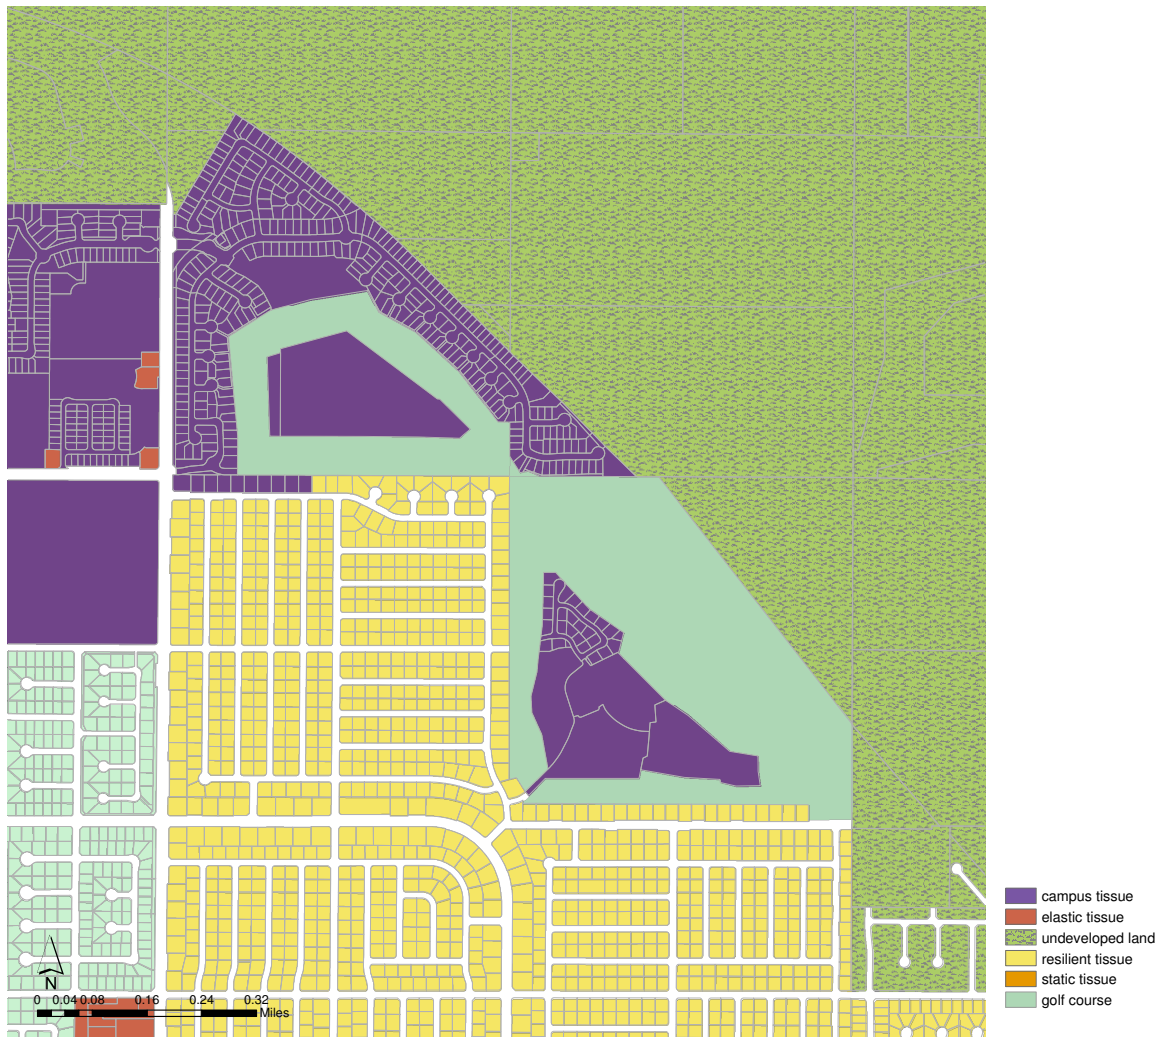 campus tissue
elastic tissue
undeveloped land
resilient tissue
static tissue
golf course
N
0 0.04 0.08 0.16 0.24 0.32
Miles